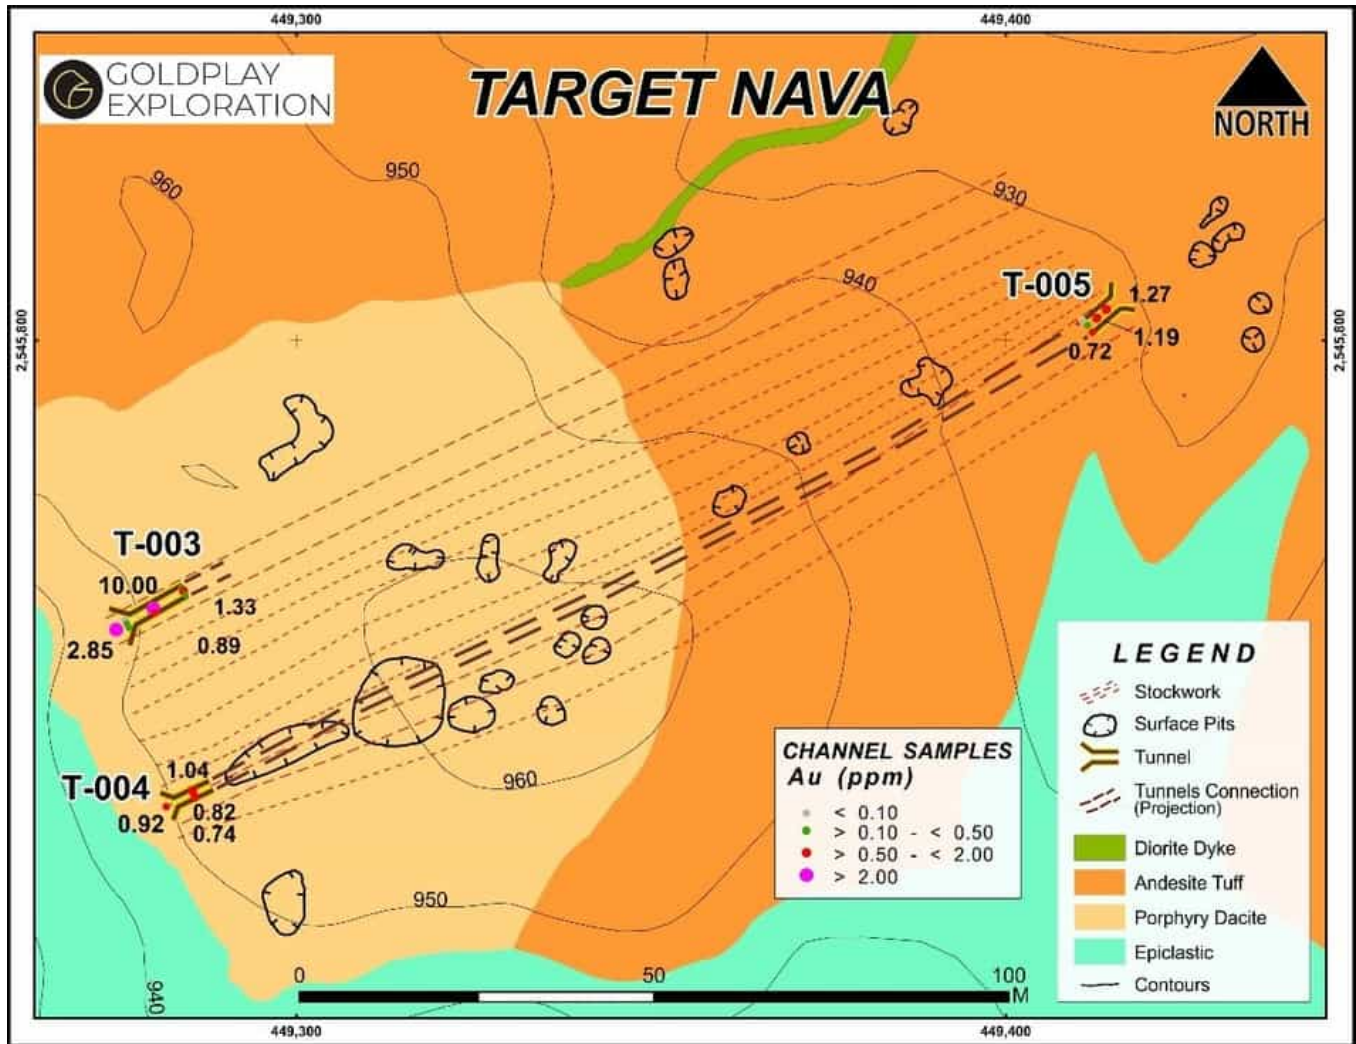 449,300
449,400
GOLDPLAY
EXPLORATION
TARGET NAVA
NORTH
960
950
930
940
2,545,800
2,545,800
T-005
1.27
1.19
0.72
T-003
10.00
1.33
2.85
0.89
T-004
1.04
0.82
0.92
0.74
960
950
940
CHANNEL SAMPLES
Au (ppm)
< 0.10
> 0.10 - < 0.50
> 0.50 - < 2.00
> 2.00
LEGEND
Stockwork
Surface Pits
Tunnel
Tunnels Connection
(Projection)
Diorite Dyke
Andesite Tuff
Porphyry Dacite
Epiclastic
Contours
0 50 100
M
449,300
449,400